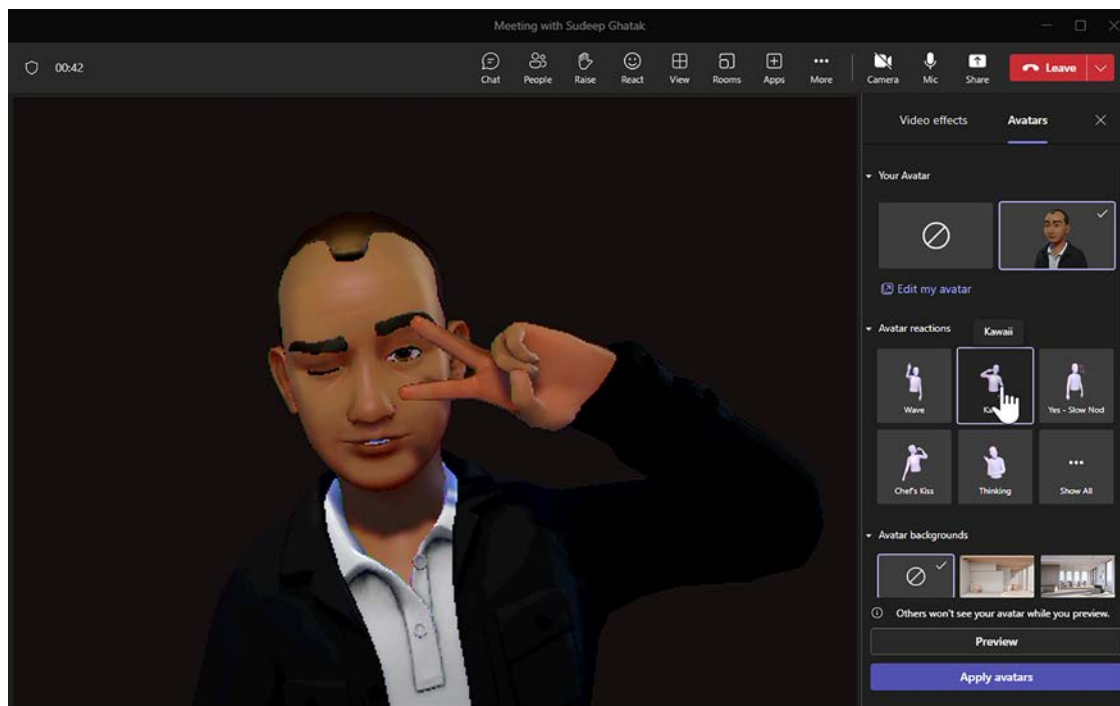 Meeting with Sudeep Ghatak
00:42
Chat People Raise React View Rooms Apps More Camera Mic Share Leave
Video effects Avatars
Your Avatar
Edit my avatar
Avatar reactions
Kawaii
Wave Yes - Slow Nod
Chef's Kiss Thinking Show All
Avatar backgrounds
Others won't see your avatar while you preview.
Preview
Apply avatars